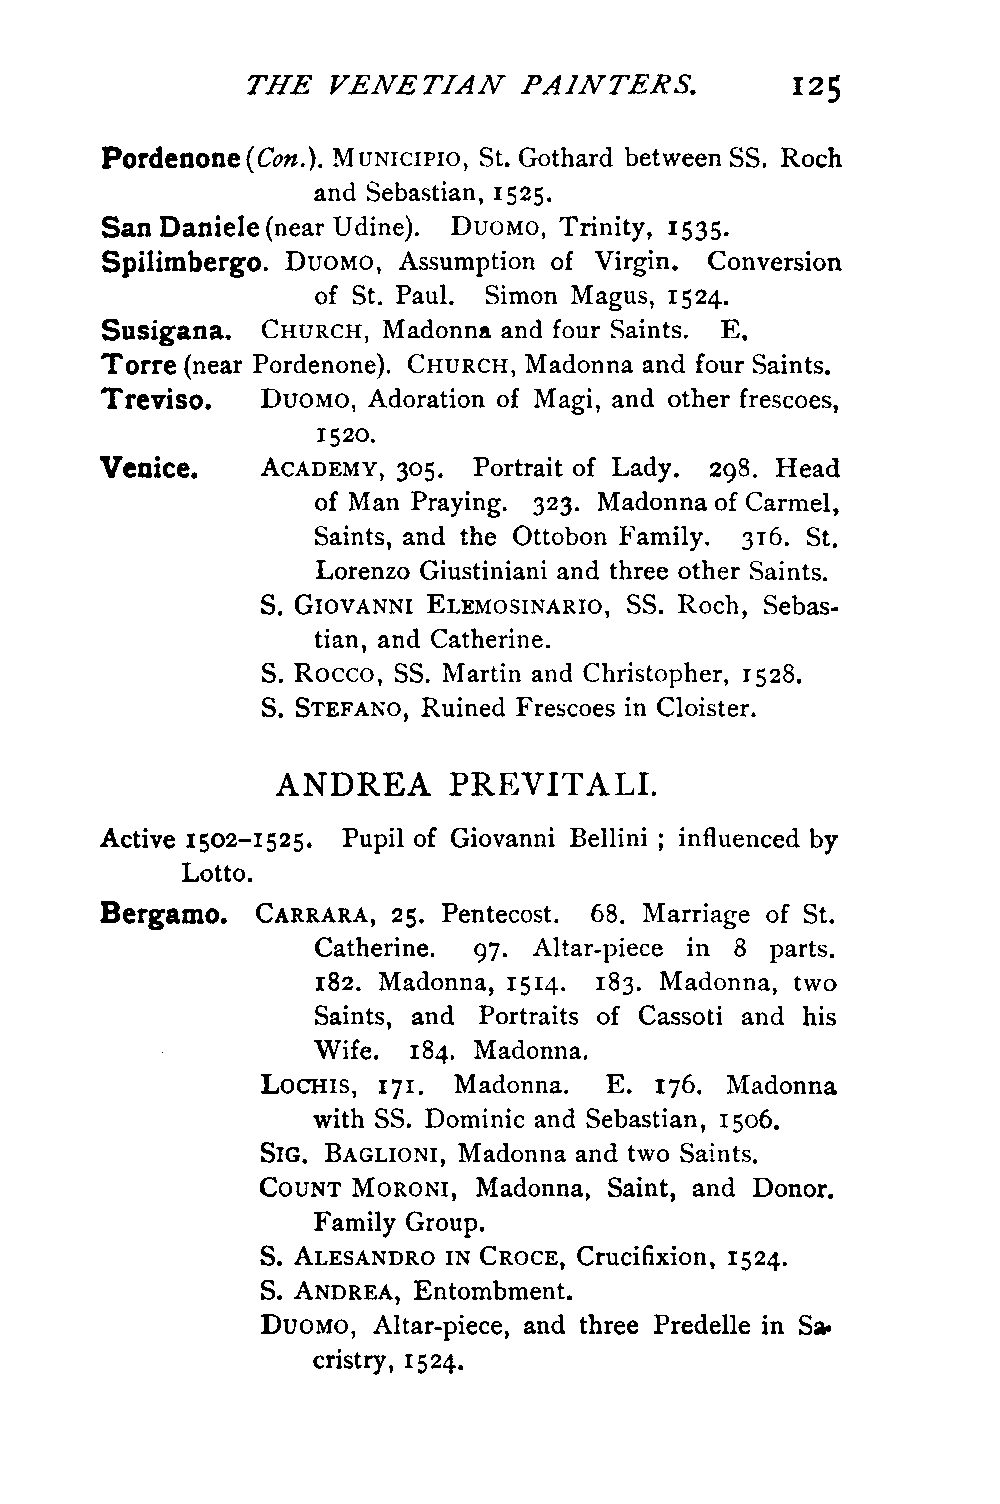 THE VENETIAN PAINTERS. 125
Pordenone (Con.). MUNICIPIO, St. Gothard between SS. Roch
and Sebastian, 1525.
San Daniele (near Udine). DUOMO, Trinity, 1535.
Spilimbergo. DUOMO, Assumption of Virgin. Conversion
of St. Paul. Simon Magus, 1524.
Susigana. CHURCH, Madonna and four Saints. E.
Torre (near Pordenone). CHURCH, Madonna and four Saints.
Treviso. DUOMO, Adoration of Magi, and other frescoes,
1520.
Venice. ACADEMY, 305. Portrait of Lady. 298. Head
of Man Praying. 323. Madonna of Carmel,
Saints, and the Ottobon Family. 316. St.
Lorenzo Giustiniani and three other Saints.
S. GIOVANNI ELEMOSINARIO, SS. Roch, Sebas-
tian, and Catherine.
S. ROCCO, SS. Martin and Christopher, 1528.
S. STEFANO, Ruined Frescoes in Cloister.
ANDREA PREVITALI.
Active 1502–1525. Pupil of Giovanni Bellini ; influenced by
Lotto.
Bergamo. CARRARA, 25. Pentecost. 68. Marriage of St.
Catherine. 97. Altar-piece in 8 parts.
182. Madonna, 1514. 183. Madonna, two
Saints, and Portraits of Cassoti and his
Wife. 184. Madonna.
LOCHIS, 171. Madonna. E. 176. Madonna
with SS. Dominic and Sebastian, 1506.
SIG. BAGLIONI, Madonna and two Saints.
COUNT MORONI, Madonna, Saint, and Donor.
Family Group.
S. ALESANDRO IN CROCE, Crucifixion, 1524.
S. ANDREA, Entombment.
DUOMO, Altar-piece, and three Predelle in Sa-
cristry, 1524.